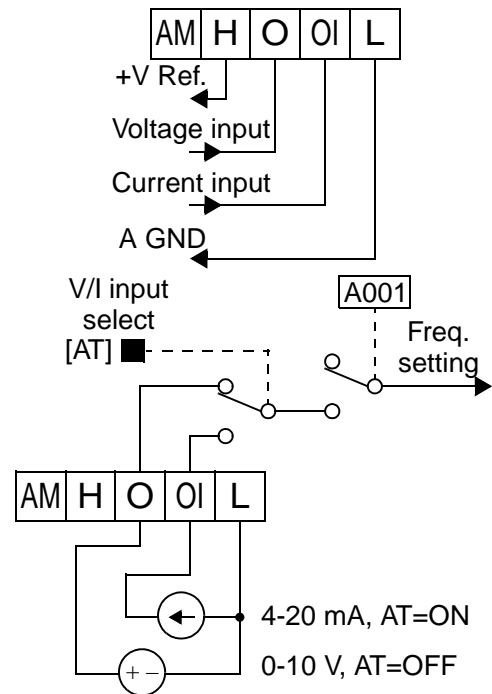 AM H O OI L
+V Ref.
Voltage input
Current input
A GND
V/I input
select
[AT]
A001
Freq.
setting
AM H O OI L
4-20 mA, AT=ON
+ −
0-10 V, AT=OFF